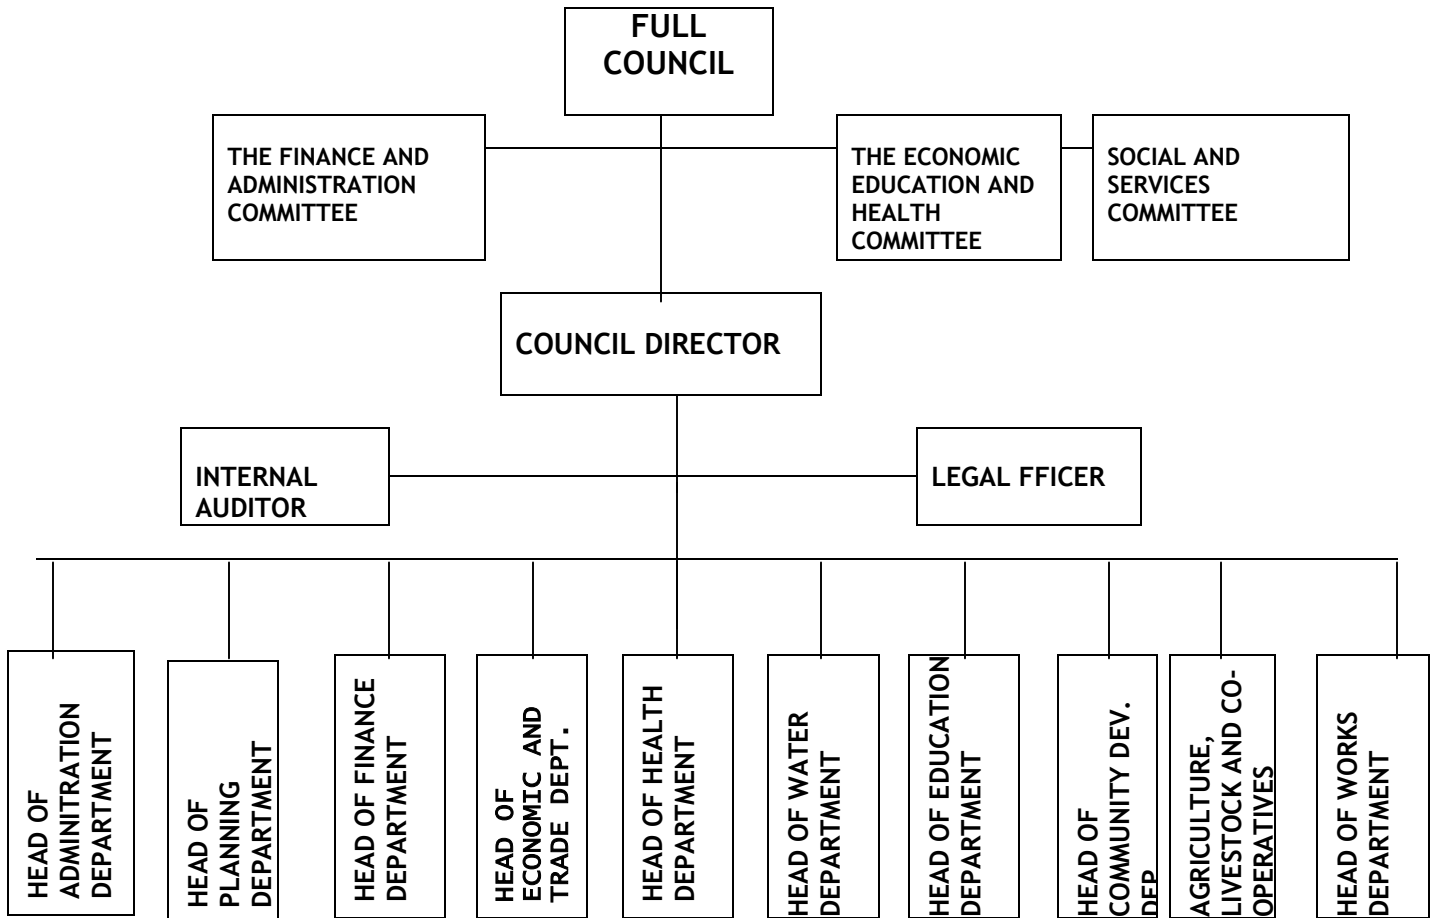 FULL
COUNCIL
THE FINANCE AND
ADMINISTRATION
COMMITTEE
THE ECONOMIC
EDUCATION AND
HEALTH
COMMITTEE
SOCIAL AND
SERVICES
COMMITTEE
COUNCIL DIRECTOR
INTERNAL
AUDITOR
LEGAL FFICER
HEAD OF
ADMINITRATION
DEPARTMENT
HEAD OF
PLANNING
DEPARTMENT
HEAD OF FINANCE
DEPARTMENT
HEAD OF
ECONOMIC AND
TRADE DEPT.
HEAD OF HEALTH
DEPARTMENT
HEAD OF WATER
DEPARTMENT
HEAD OF EDUCATION
DEPARTMENT
HEAD OF
COMMUNITY DEV.
DEP
AGRICULTURE,
LIVESTOCK AND CO-
OPERATIVES
HEAD OF WORKS
DEPARTMENT